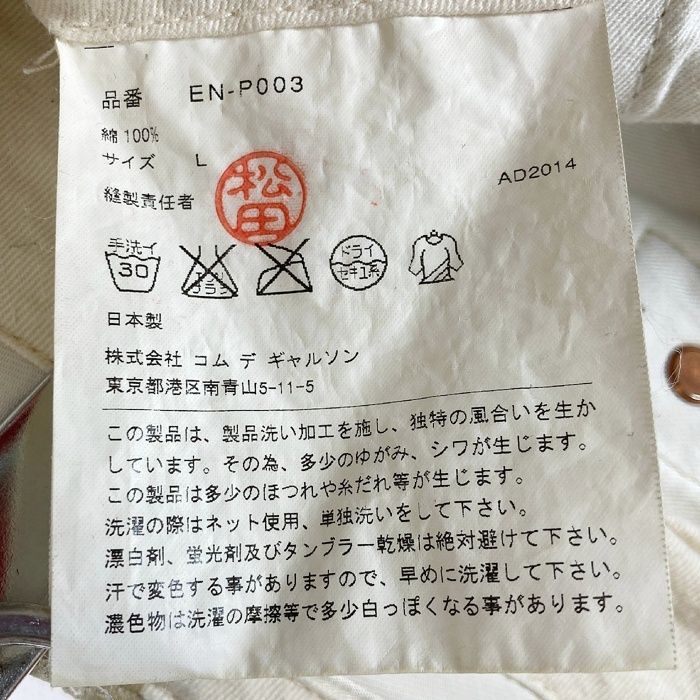 品番 EN-P003
綿100%
サイズ L
AD2014
縫製責任者 松田
手洗イ 30
ドライ セキユ系
日本製
株式会社 コム デ ギャルソン
東京都港区南青山5-11-5
この製品は、製品洗い加工を施し、独特の風合いを生か
しています。その為、多少のゆがみ、シワが生じます。
この製品は多少のほつれや糸だれ等が生じます。
洗濯の際はネット使用、単独洗いをして下さい。
漂白剤、蛍光剤及びタンブラー乾燥は絶対避けて下さい。
汗で変色する事がありますので、早めに洗濯して下さい。
濃色物は洗濯の摩擦等で多少白っぽくなる事があります。